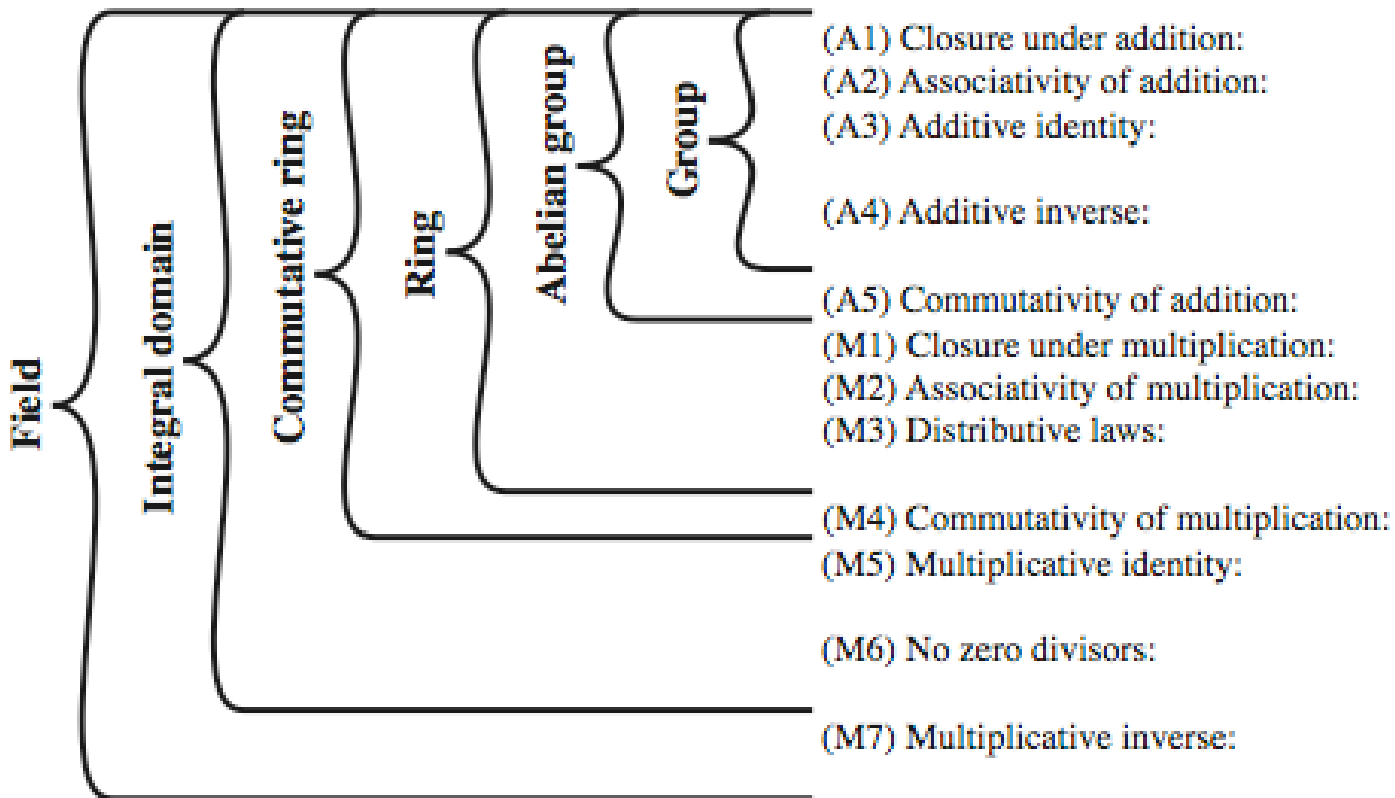 Field
Integral domain
Commutative ring
Ring
Abelian group
Group
(A1) Closure under addition:
(A2) Associativity of addition:
(A3) Additive identity:
(A4) Additive inverse:
(A5) Commutativity of addition:
(M1) Closure under multiplication:
(M2) Associativity of multiplication:
(M3) Distributive laws:
(M4) Commutativity of multiplication:
(M5) Multiplicative identity:
(M6) No zero divisors:
(M7) Multiplicative inverse: